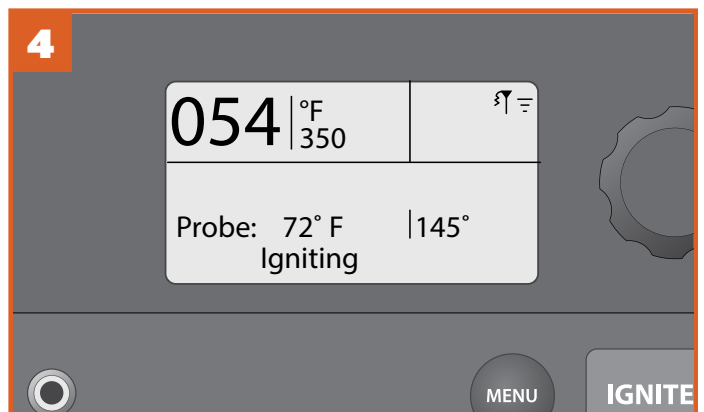 4
054 °F
350
Probe: 72° F 145°
Igniting
MENU IGNITE